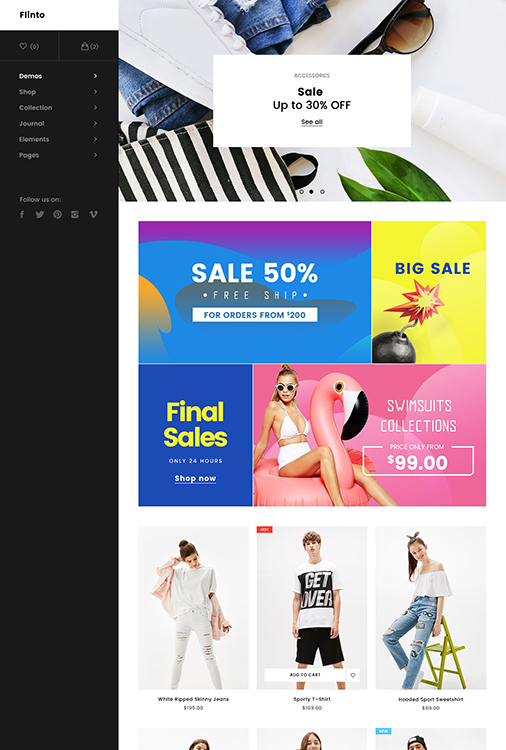 Flinto
(0)
(2)
Demos
Shop
Collection
Journal
Elements
Pages
Follow us on:
ACCESSORIES
Sale
Up to 30% OFF
See all
SALE 50%
•FREE SHIP•
FOR ORDERS FROM $200
BIG SALE
Final
Sales
ONLY 24 HOURS
Shop now
SWIMSUITS
COLLECTIONS
PRICE ONLY FROM
$99.00
HOT
GET
OVER
ADD TO CART
White Ripped Skinny Jeans
$195.00
Sporty T-Shirt
$109.00
Hooded Sport Sweetshirt
$69.00
NEW